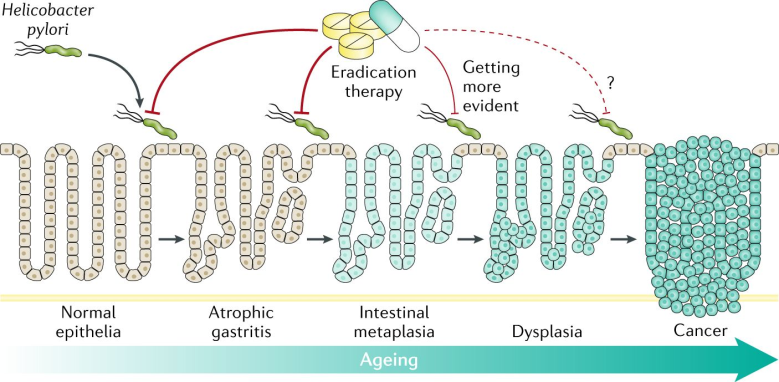 Helicobacter
pylori
Eradication
therapy
Getting
more
evident
?
Normal
epithelia
Atrophic
gastritis
Intestinal
metaplasia
Dysplasia
Cancer
Ageing